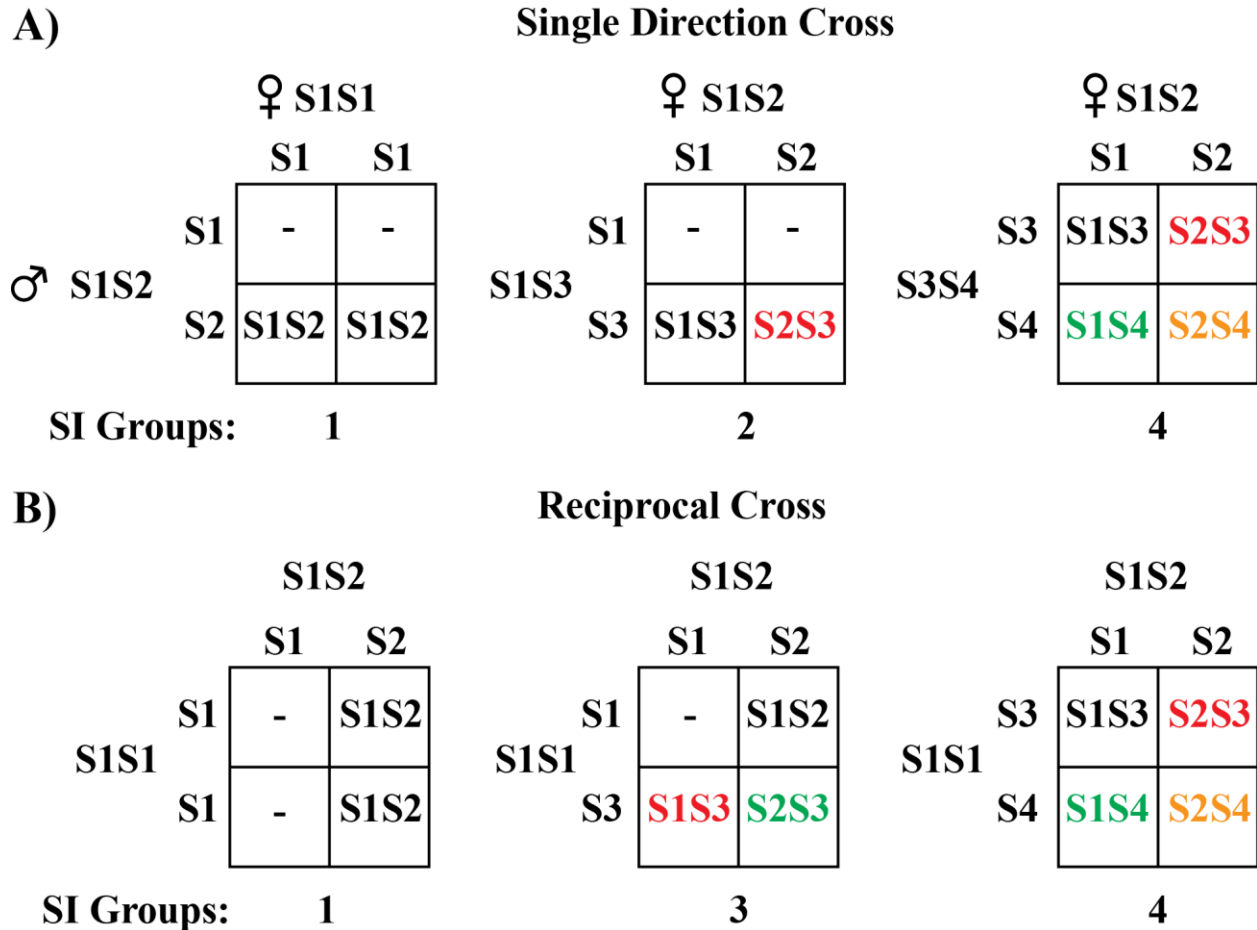 A) Single Direction Cross
♀ S1S1 ♀ S1S2 ♀ S1S2
S1 S1 S1 S2 S1 S2
S1 - - S1 - - S3 S1S3 S2S3
♂ S1S2 S1S3 S3S4
S2 S1S2 S1S2 S3 S1S3 S2S3 S4 S1S4 S2S4
SI Groups: 1 2 4
B) Reciprocal Cross
S1S2 S1S2 S1S2
S1 S2 S1 S2 S1 S2
S1 - S1S2 S1 - S1S2 S3 S1S3 S2S3
S1S1 S1S1 S1S1
S1 - S1S2 S3 S1S3 S2S3 S4 S1S4 S2S4
SI Groups: 1 3 4